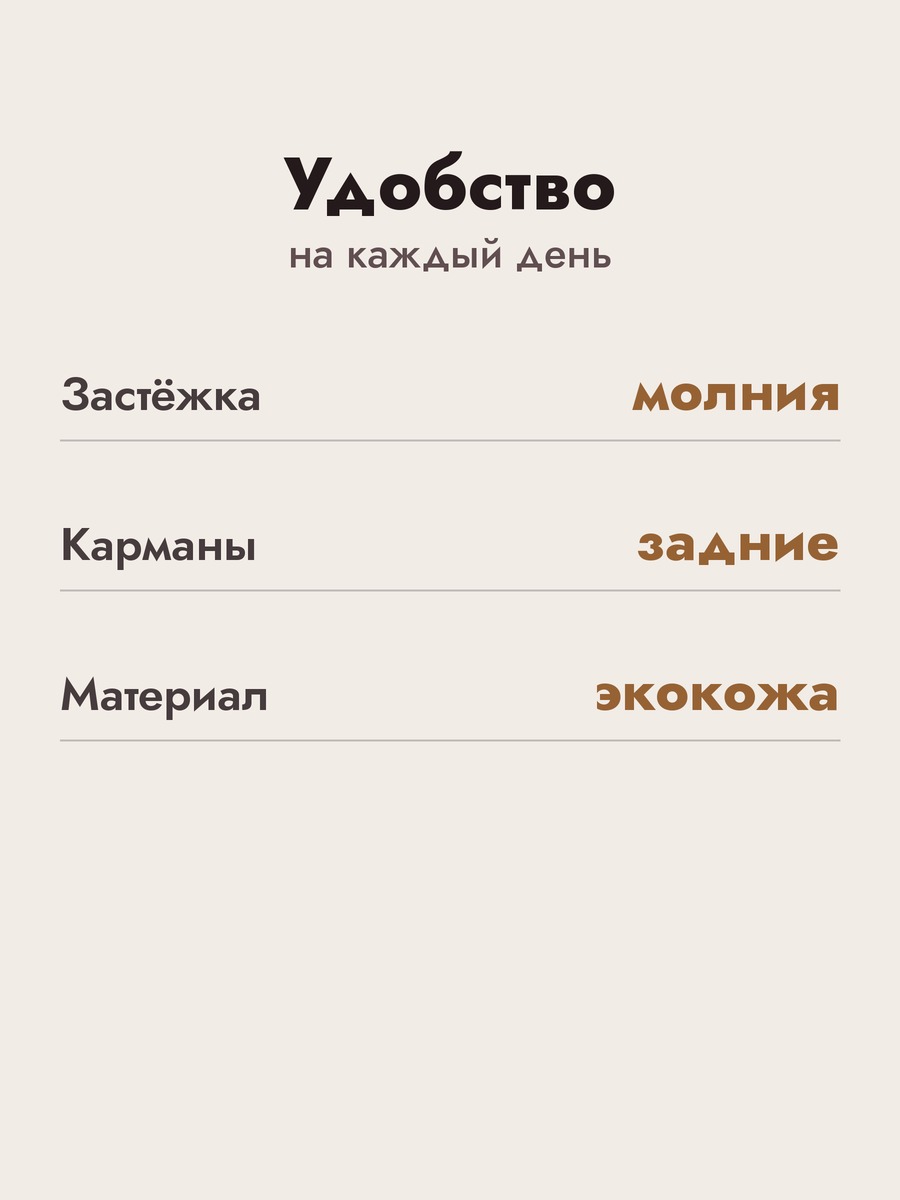 Удобство
на каждый день
Застёжка молния
Карманы задние
Материал экокожа